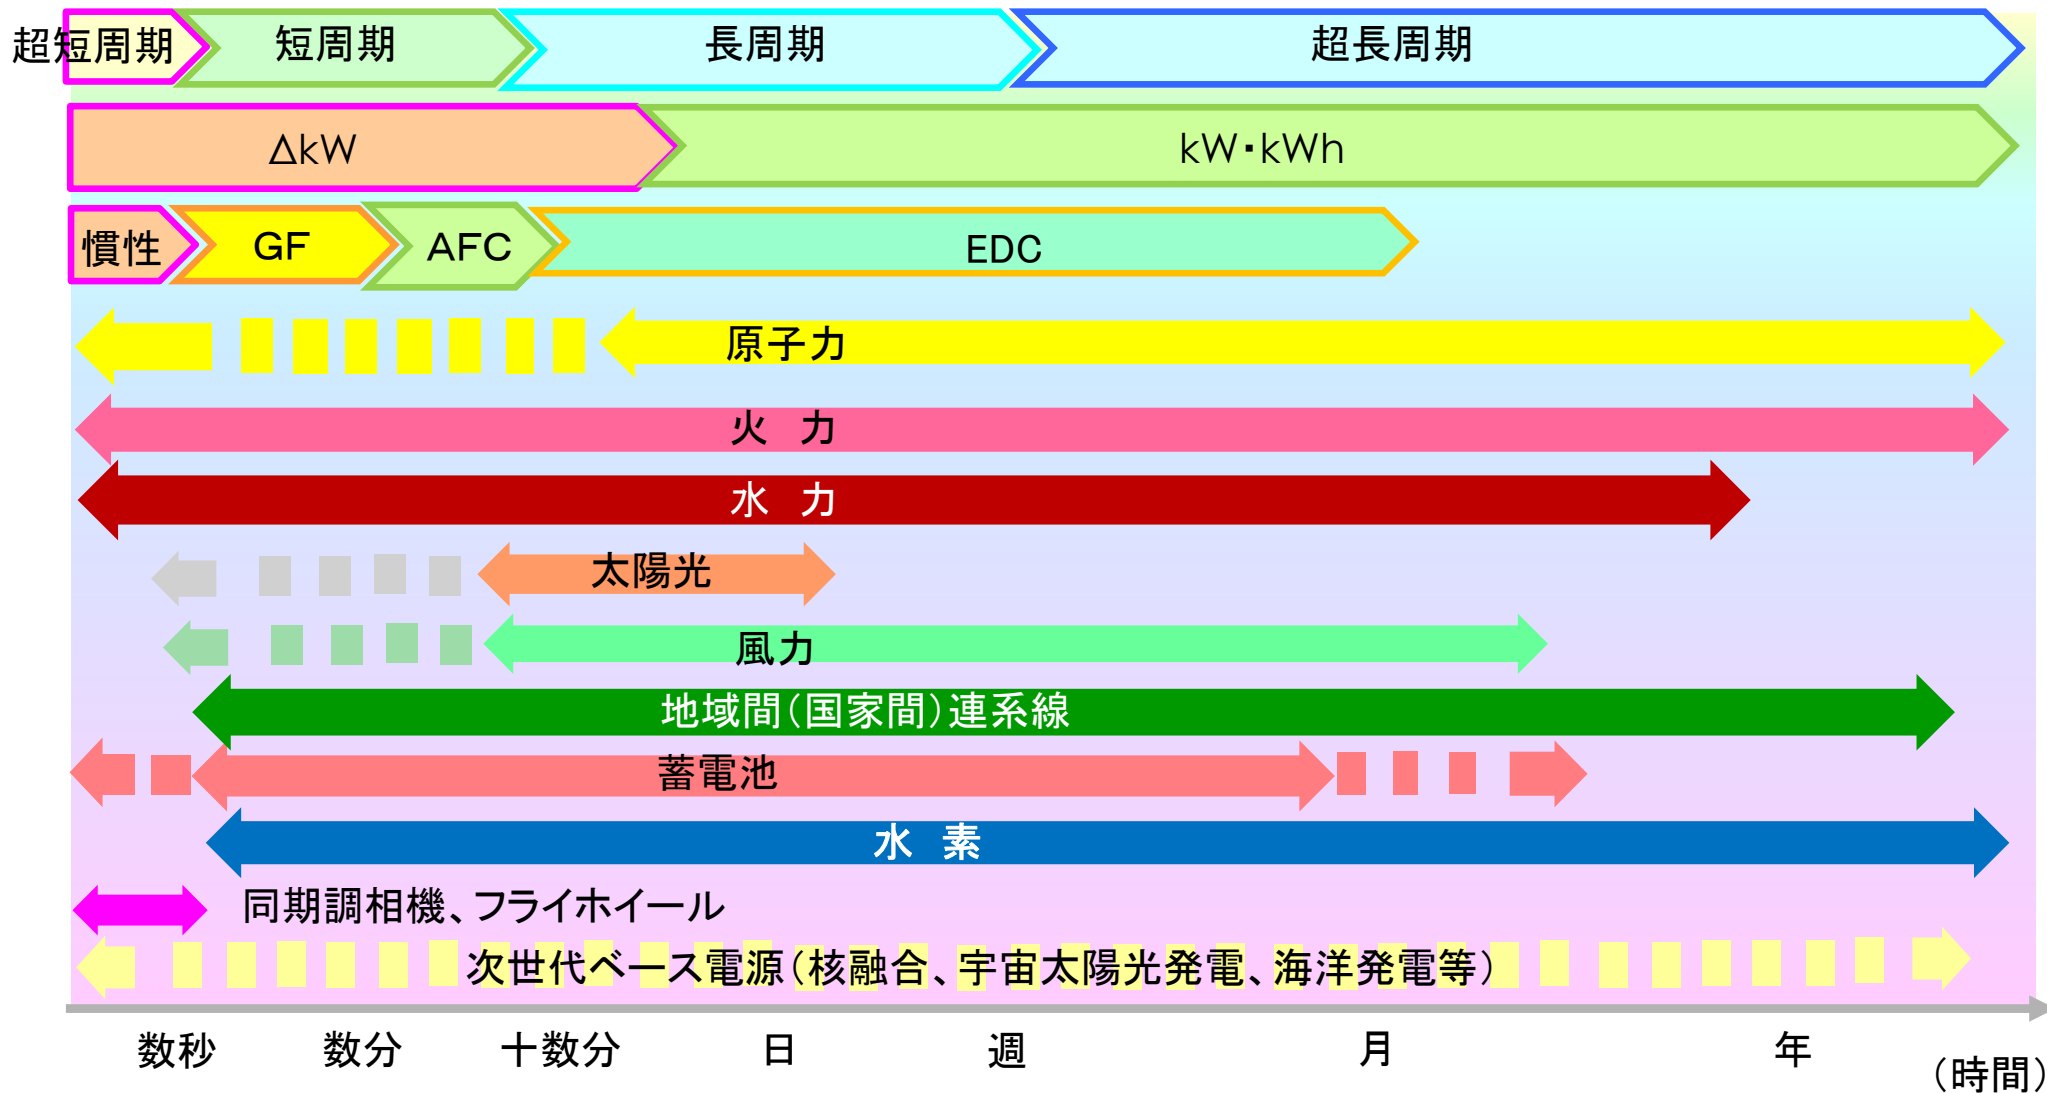 超短周期 短周期 長周期 超長周期
ΔkW kW・kWh
慣性 GF AFC EDC
原子力
火 力
水 力
太陽光
風力
地域間(国家間)連系線
蓄電池
水 素
同期調相機、フライホイール
次世代ベース電源(核融合、宇宙太陽光発電、海洋発電等)
数秒 数分 十数分 日 週 月 年
(時間)